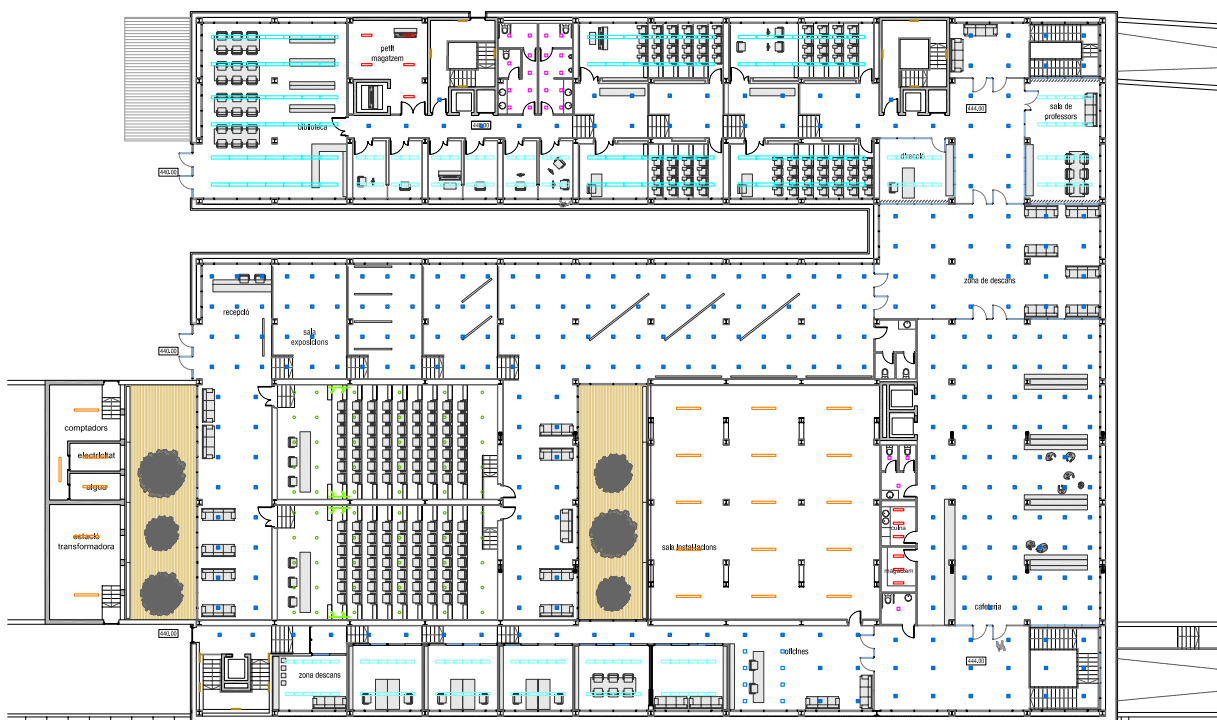 petit
magatzem
444.00
sala de
professors
biblioteca
440.00
direcció
440.00
zona de descans
recepció
sala
exposicions
440.00
comptadors
electricitat
aigua
estació
transformadora
sala instal·lacions
cuina
magatzem
cafeteria
440.00
444.00
zona descans
oficines